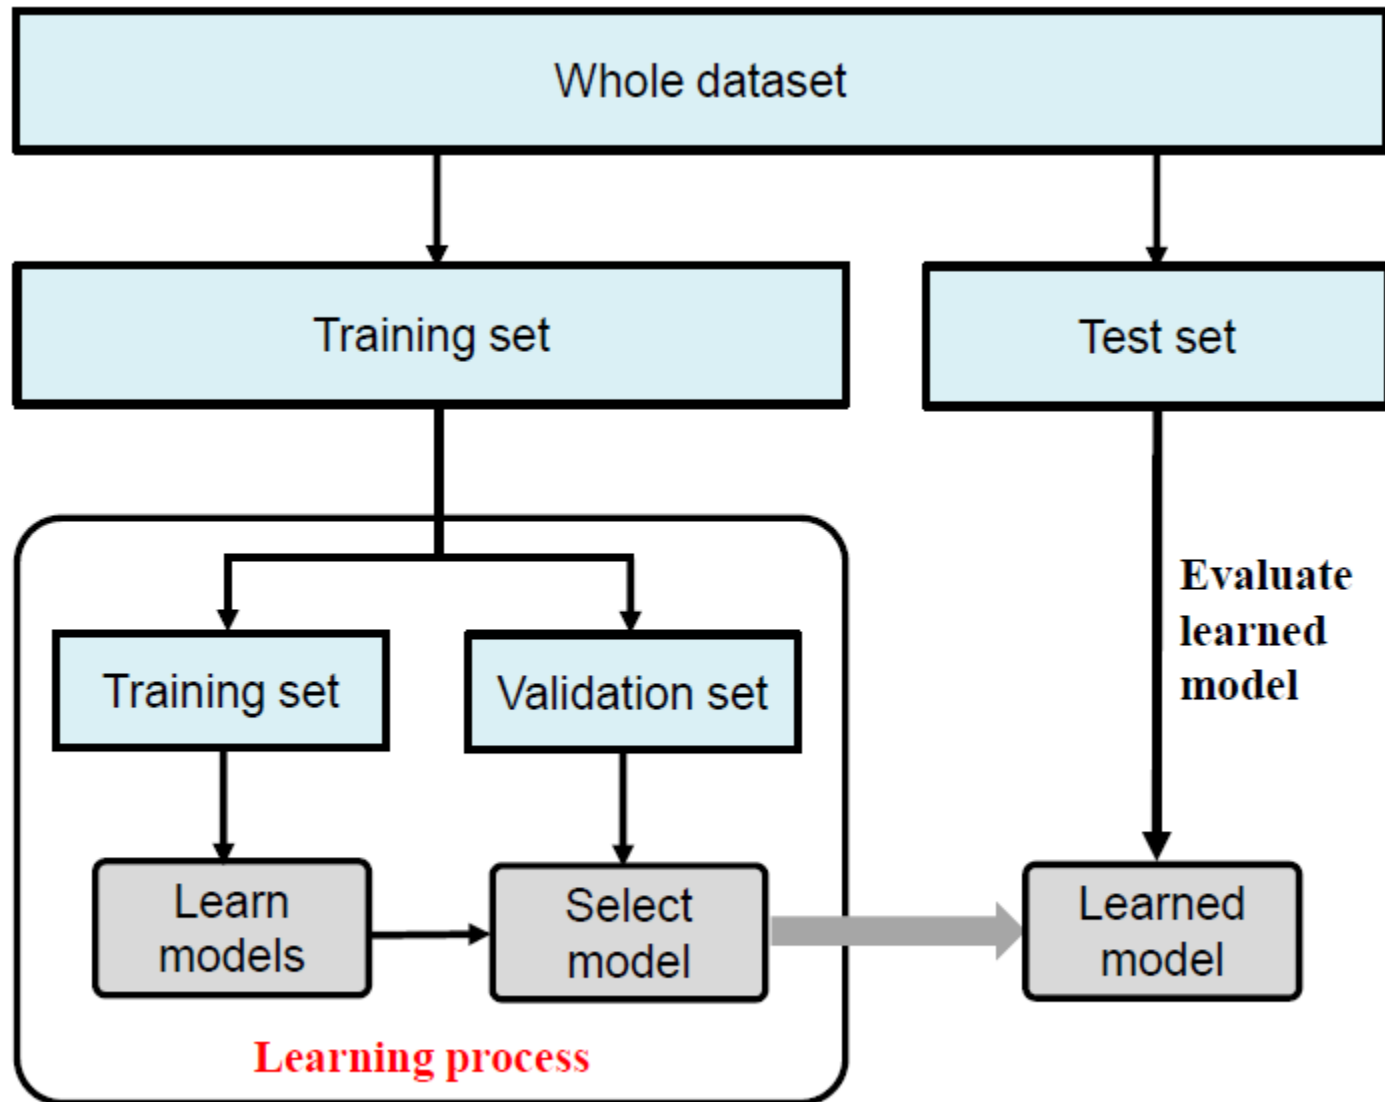 Whole dataset
Training set
Test set
Evaluate
learned
model
Training set
Validation set
Learn
models
Select
model
Learned
model
Learning process